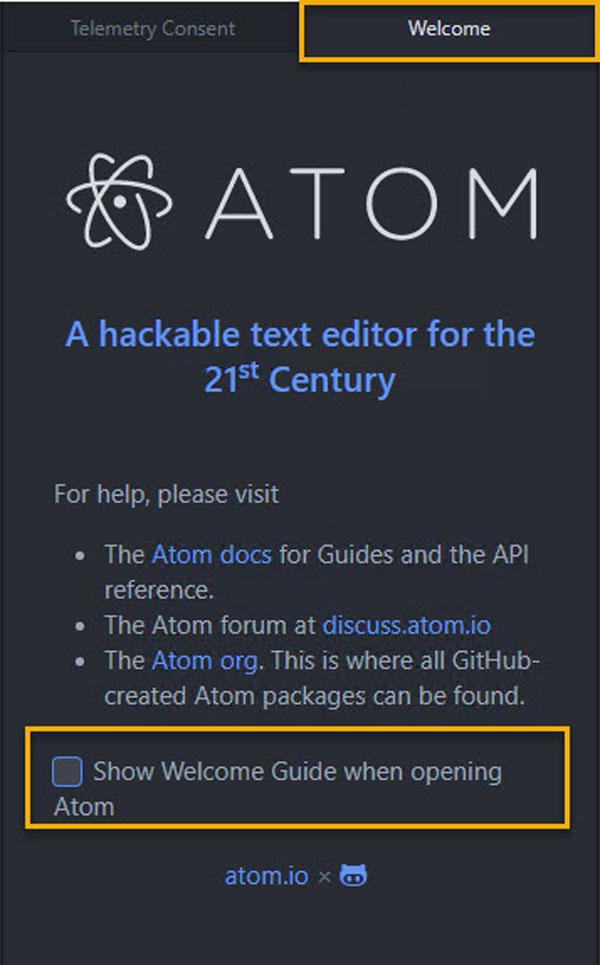 Telemetry Consent
Welcome
ATOM
A hackable text editor for the
21st Century
For help, please visit
• The Atom docs for Guides and the API
reference.
• The Atom forum at discuss.atom.io
• The Atom org. This is where all GitHub-
created Atom packages can be found.
Show Welcome Guide when opening
Atom
atom.io ×